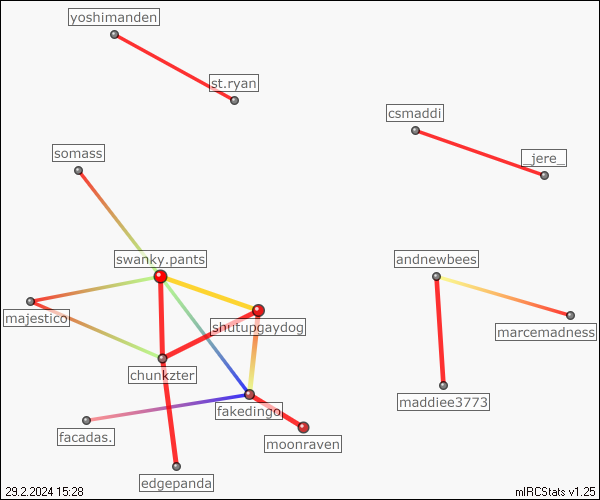 yoshimanden
st.ryan
csmaddi
_jere_
somass
swanky.pants
andnewbees
majestico
shutupgaydog
marcemadness
chunkzter
maddiee3773
fakedingo
facadas.
moonraven
edgepanda
29.2.2024 15:28
mIRCStats v1.25